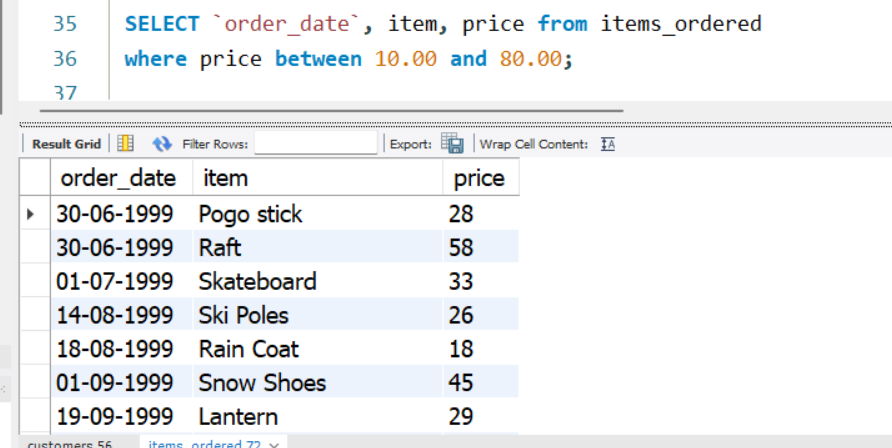 35 SELECT `order_date`, item, price from items_ordered
36 where price between 10.00 and 80.00;
37
Result Grid Filter Rows: Export: Wrap Cell Content:
order_date item price
30-06-1999 Pogo stick 28
30-06-1999 Raft 58
01-07-1999 Skateboard 33
14-08-1999 Ski Poles 26
18-08-1999 Rain Coat 18
01-09-1999 Snow Shoes 45
19-09-1999 Lantern 29
customers 56 items_ordered 72